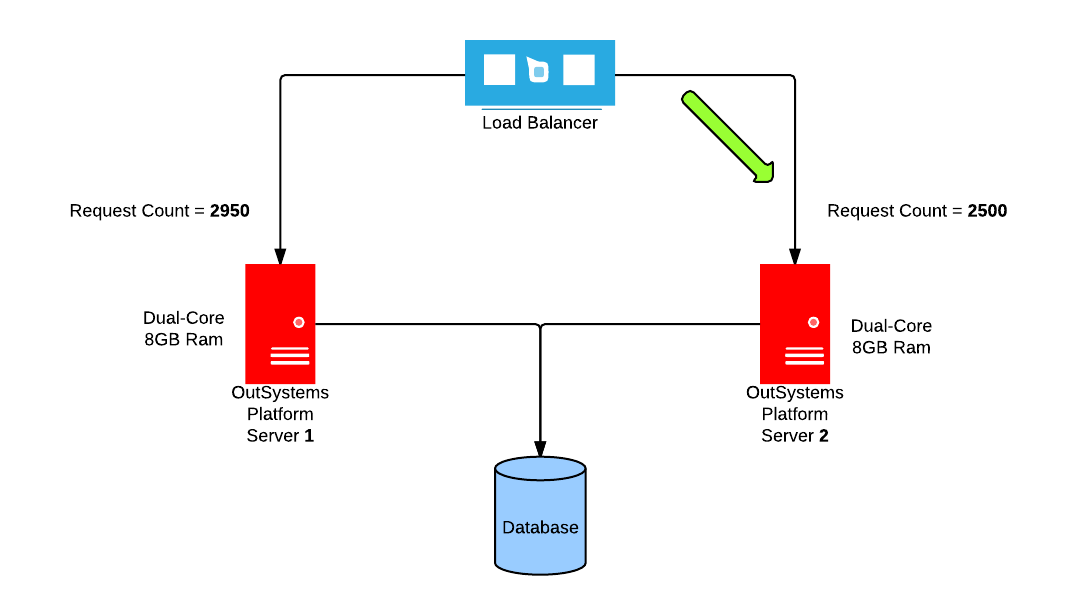 Load Balancer
Request Count = 2950
Request Count = 2500
Dual-Core
8GB Ram
Dual-Core
8GB Ram
OutSystems
Platform
Server 1
OutSystems
Platform
Server 2
Database